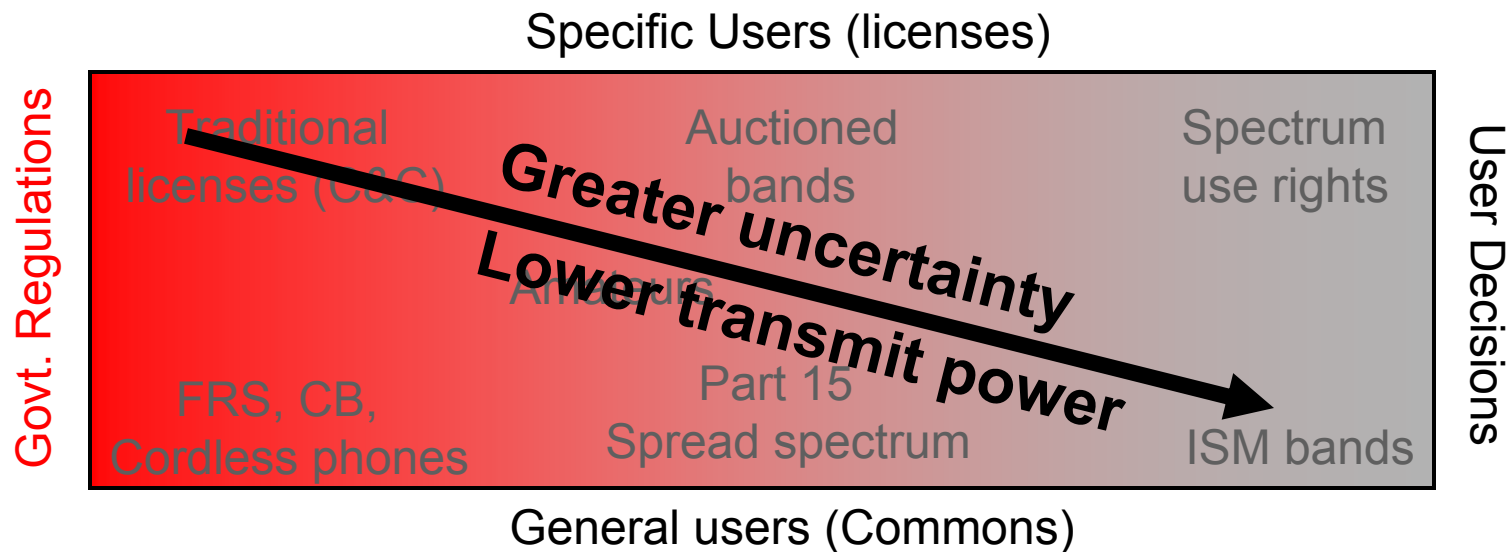 Specific Users (licenses)
Govt. Regulations
Traditional
licenses (C&C)
Auctioned
bands
Spectrum
use rights
User Decisions
Greater uncertainty
Lower transmit power
Amateurs
FRS, CB,
Cordless phones
Part 15
Spread spectrum
ISM bands
General users (Commons)